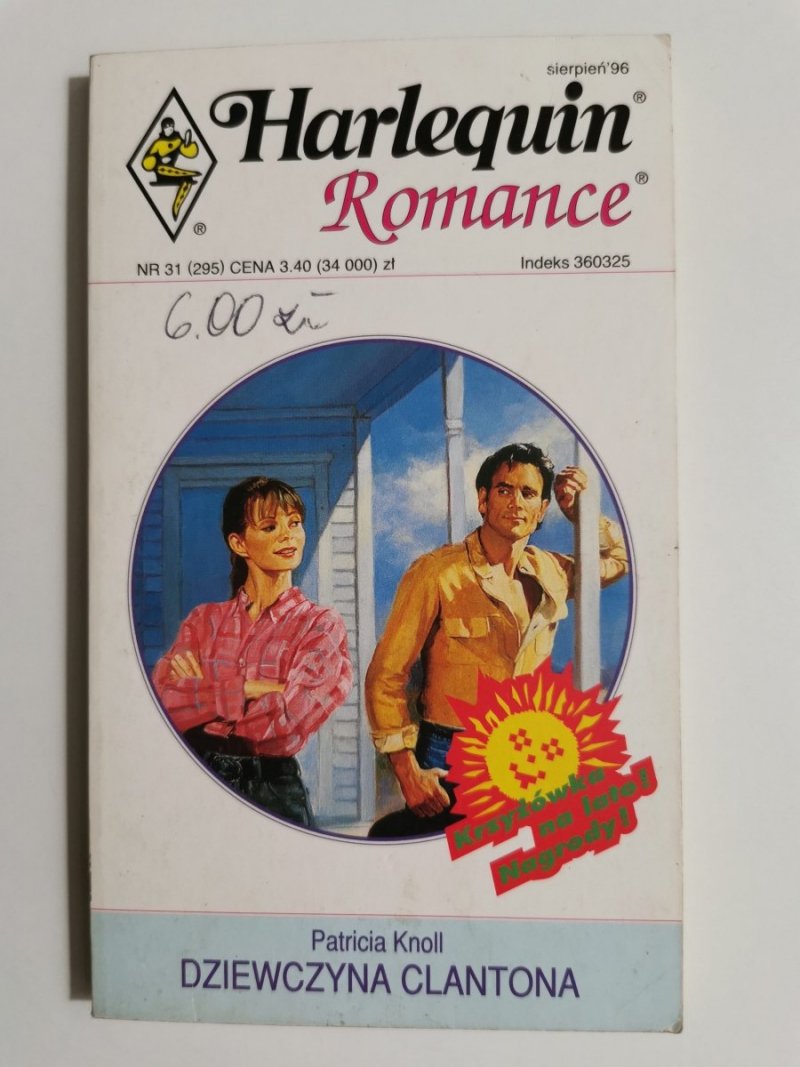 sierpień'96
Harlequin®
Romance®
®
NR 31 (295) CENA 3.40 (34 000) zł
Indeks 360325
6.00 zł
Krzyżówka
na lato!
Nagrody!
Patricia Knoll
DZIEWCZYNA CLANTONA